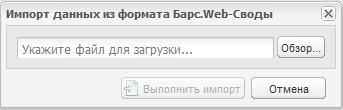 Импорт данных из формата Барс.Web-Своды
Укажите файл для загрузки... Обзор...
Выполнить импорт Отмена